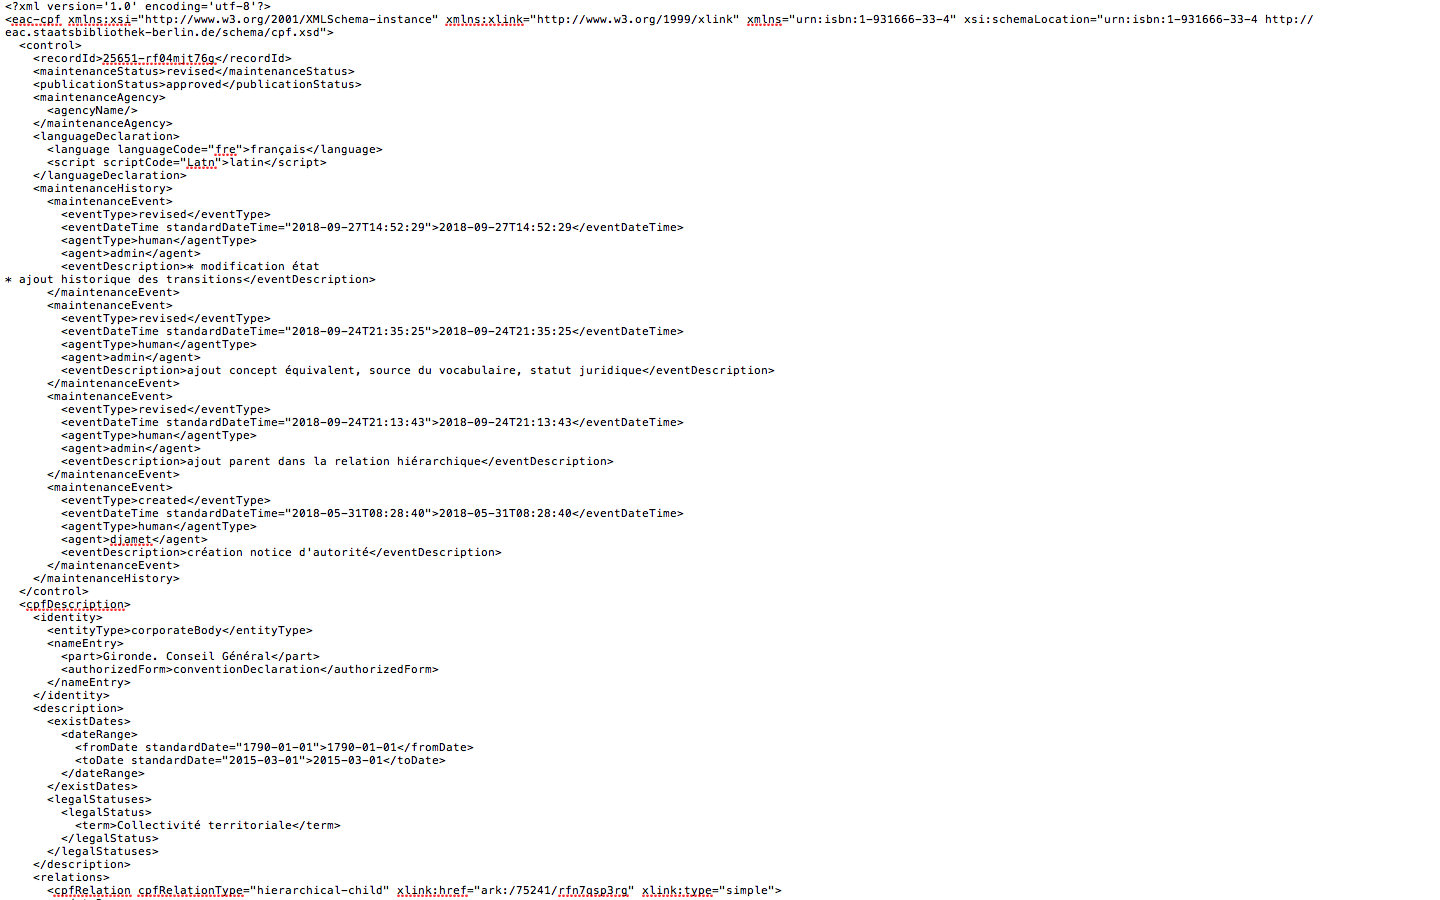 <?xml version='1.0' encoding='utf-8'?>
<eac-cpf xmlns:xsi="http://www.w3.org/2001/XMLSchema-instance" xmlns:xlink="http://www.w3.org/1999/xlink" xmlns="urn:isbn:1-931666-33-4" xsi:schemaLocation="urn:isbn:1-931666-33-4 http://
eac.staatsbibliothek-berlin.de/schema/cpf.xsd">
  <control>
    <recordId>25651-rf04mjt76g</recordId>
    <maintenanceStatus>revised</maintenanceStatus>
    <publicationStatus>approved</publicationStatus>
    <maintenanceAgency>
      <agencyName/>
    </maintenanceAgency>
    <languageDeclaration>
      <language languageCode="fre">français</language>
      <script scriptCode="Latn">latin</script>
    </languageDeclaration>
    <maintenanceHistory>
      <maintenanceEvent>
        <eventType>revised</eventType>
        <eventDateTime standardDateTime="2018-09-27T14:52:29">2018-09-27T14:52:29</eventDateTime>
        <agentType>human</agentType>
        <agent>admin</agent>
        <eventDescription>* modification état
* ajout historique des transitions</eventDescription>
      </maintenanceEvent>
      <maintenanceEvent>
        <eventType>revised</eventType>
        <eventDateTime standardDateTime="2018-09-24T21:35:25">2018-09-24T21:35:25</eventDateTime>
        <agentType>human</agentType>
        <agent>admin</agent>
        <eventDescription>ajout concept équivalent, source du vocabulaire, statut juridique</eventDescription>
      </maintenanceEvent>
      <maintenanceEvent>
        <eventType>revised</eventType>
        <eventDateTime standardDateTime="2018-09-24T21:13:43">2018-09-24T21:13:43</eventDateTime>
        <agentType>human</agentType>
        <agent>admin</agent>
        <eventDescription>ajout parent dans la relation hiérarchique</eventDescription>
      </maintenanceEvent>
      <maintenanceEvent>
        <eventType>created</eventType>
        <eventDateTime standardDateTime="2018-05-31T08:28:40">2018-05-31T08:28:40</eventDateTime>
        <agentType>human</agentType>
        <agent>djamet</agent>
        <eventDescription>création notice d'autorité</eventDescription>
      </maintenanceEvent>
    </maintenanceHistory>
  </control>
  <cpfDescription>
    <identity>
      <entityType>corporateBody</entityType>
      <nameEntry>
        <part>Gironde. Conseil Général</part>
        <authorizedForm>conventionDeclaration</authorizedForm>
      </nameEntry>
    </identity>
    <description>
      <existDates>
        <dateRange>
          <fromDate standardDate="1790-01-01">1790-01-01</fromDate>
          <toDate standardDate="2015-03-01">2015-03-01</toDate>
        </dateRange>
      </existDates>
      <legalStatuses>
        <legalStatus>
          <term>Collectivité territoriale</term>
        </legalStatus>
      </legalStatuses>
    </description>
    <relations>
      <cpfRelation cpfRelationType="hierarchical-child" xlink:href="ark:/75241/rfn7qsp3rg" xlink:type="simple">